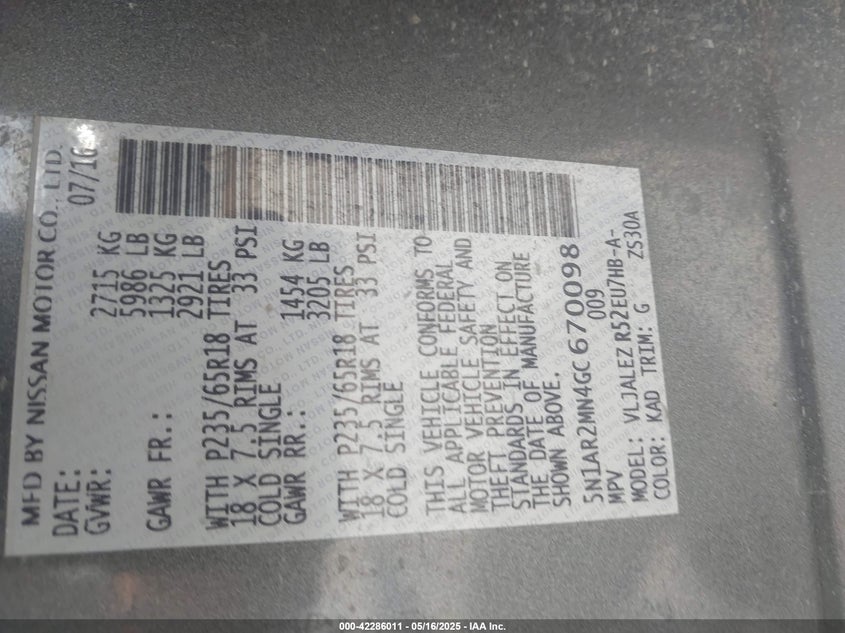 MFD BY NISSAN MOTOR CO., LTD.
DATE: 07/16
GVWR: 2715 KG
5986 LB
GAWR FR.: 1325 KG
2921 LB
WITH P235/65R18 TIRES
18 X 7.5 RIMS AT 33 PSI
COLD SINGLE
GAWR RR.: 1454 KG
3205 LB
WITH P235/65R18 TIRES
18 X 7.5 RIMS AT 33 PSI
COLD SINGLE
THIS VEHICLE CONFORMS TO
ALL APPLICABLE FEDERAL
MOTOR VEHICLE SAFETY AND
THEFT PREVENTION
STANDARDS IN EFFECT ON
THE DATE OF MANUFACTURE
SHOWN ABOVE.
5N1AR2MN4GC670098
MPV 009
MODEL: VLJALEZ R52EU7HB-A-
COLOR: KAD TRIM: G ZS30A
000-42286011 - 05/16/2025 - IAA Inc.